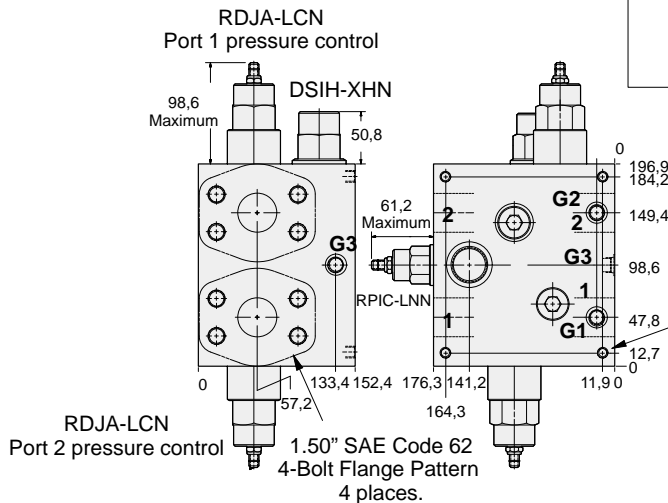 RDJA-LCN
Port 1 pressure control
98,6
Maximum
DSIH-XHN
50,8
0
196,9
184,2
G2
2
2
149,4
61,2
Maximum
G3
G3
98,6
RPIC-LNN
1
1
G1
47,8
12,7
0
0
133,4 152,4
57,2
176,3 141,2
164,3
11,9 0
RDJA-LCN
Port 2 pressure control
1.50” SAE Code 62
4-Bolt Flange Pattern
4 places.